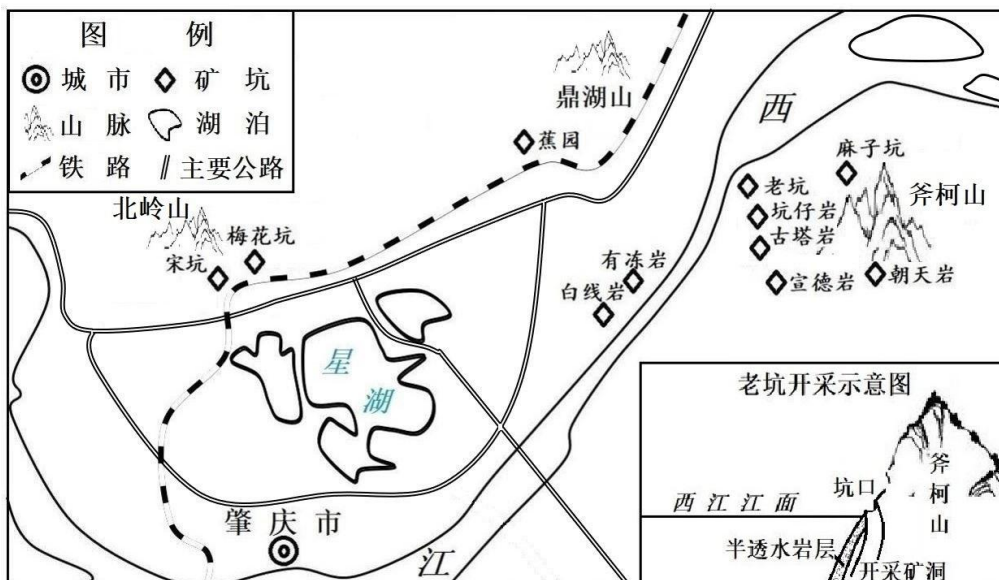 图 例
城市 矿坑
山脉 湖泊
铁路 主要公路
鼎湖山
蕉园
西
麻子坑
老坑
坑仔岩
斧柯山
古塔岩
宣德岩
朝天岩
北岭山
梅花坑
宋坑
有冻岩
白线岩
星
湖
肇庆市
江
老坑开采示意图
坑口
斧柯山
西江江面
半透水岩层
开采矿洞